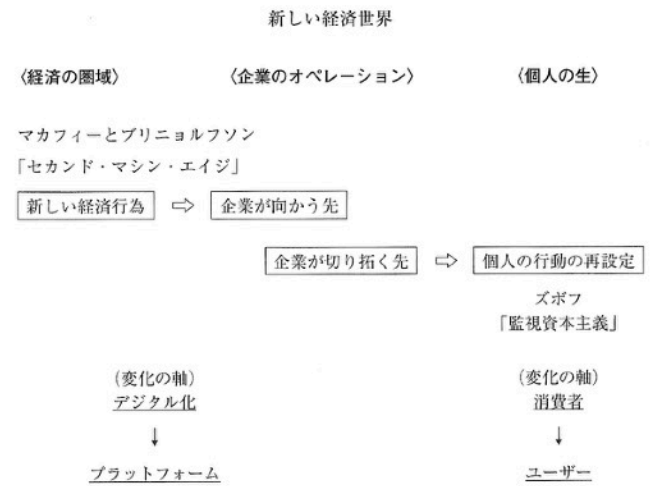 新しい経済世界
〈経済の圏域〉 〈企業のオペレーション〉 〈個人の生〉
マカフィーとブリニョルフソン
「セカンド・マシン・エイジ」
新しい経済行為 ⇨ 企業が向かう先
企業が切り拓く先 ⇨ 個人の行動の再設定
ズボフ
「監視資本主義」
(変化の軸) (変化の軸)
デジタル化 消費者
↓ ↓
プラットフォーム ユーザー